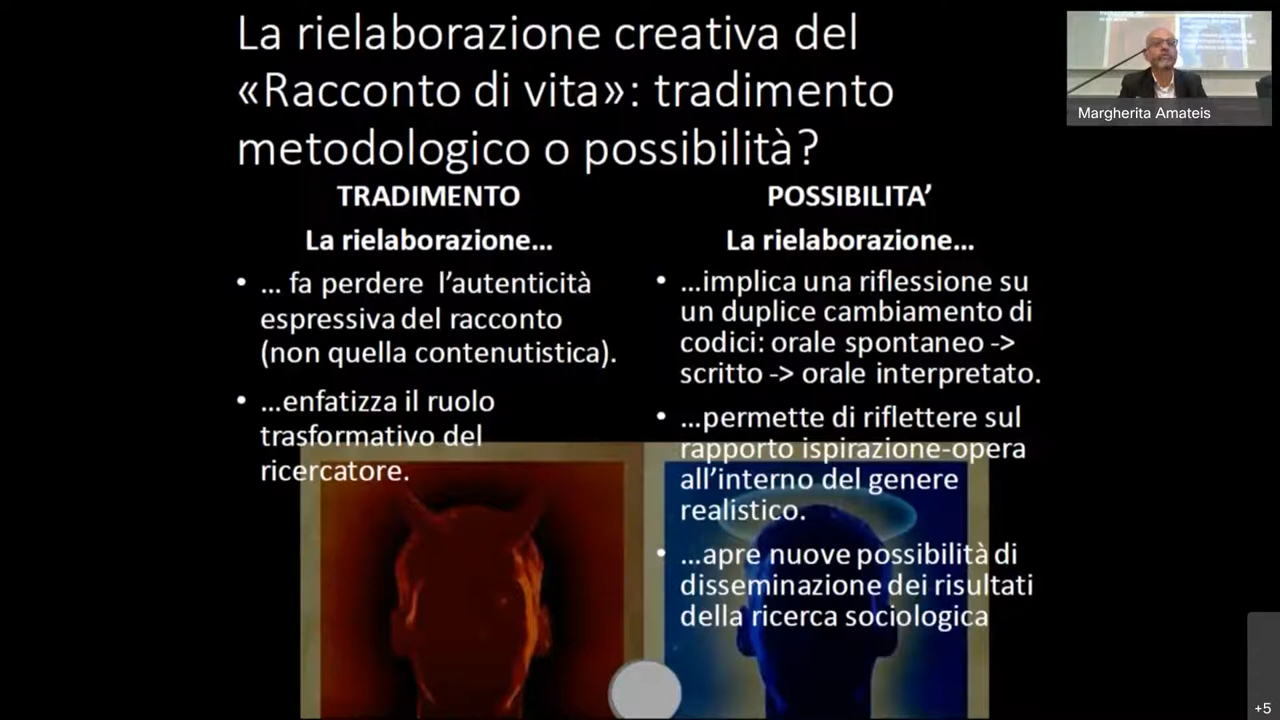 La rielaborazione creativa del
«Racconto di vita»: tradimento
metodologico o possibilità?
TRADIMENTO
La rielaborazione...
• ... fa perdere l’autenticità
espressiva del racconto
(non quella contenutistica).
• ...enfatizza il ruolo
trasformativo del
ricercatore.
POSSIBILITA’
La rielaborazione...
• ...implica una riflessione su
un duplice cambiamento di
codici: orale spontaneo ->
scritto -> orale interpretato.
• ...permette di riflettere sul
rapporto ispirazione-opera
all’interno del genere
realistico.
• ...apre nuove possibilità di
disseminazione dei risultati
della ricerca sociologica
Margherita Amateis
+5